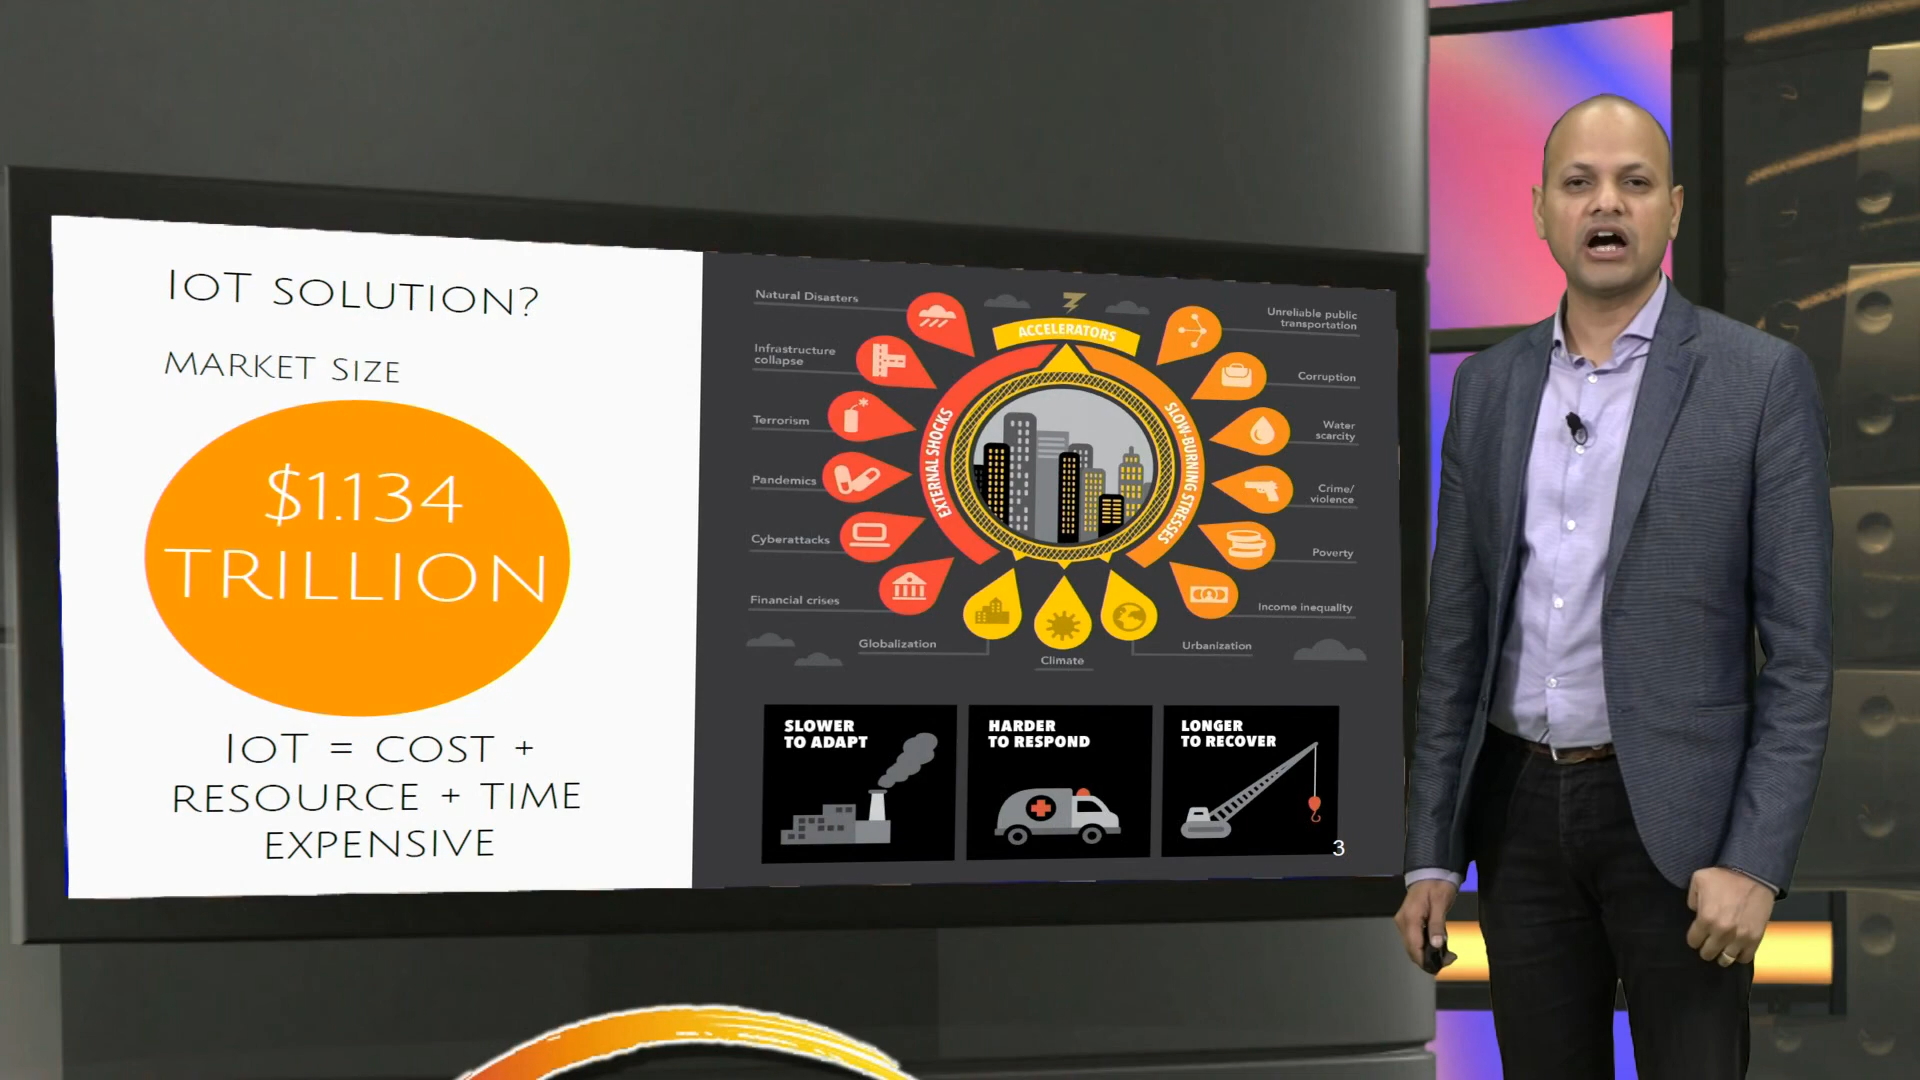 IOT SOLUTION?
MARKET SIZE
$1.134
TRILLION
IOT = COST +
RESOURCE + TIME
EXPENSIVE
Natural Disasters
Infrastructure
collapse
Terrorism
Pandemics
Cyberattacks
Financial crises
Globalization
Climate
Urbanization
ACCELERATORS
EXTERNAL SHOCKS
SLOW-BURNING STRESSES
Unreliable public
transportation
Corruption
Water
scarcity
Crime/
violence
Poverty
Income inequality
SLOWER
TO ADAPT
HARDER
TO RESPOND
LONGER
TO RECOVER
3